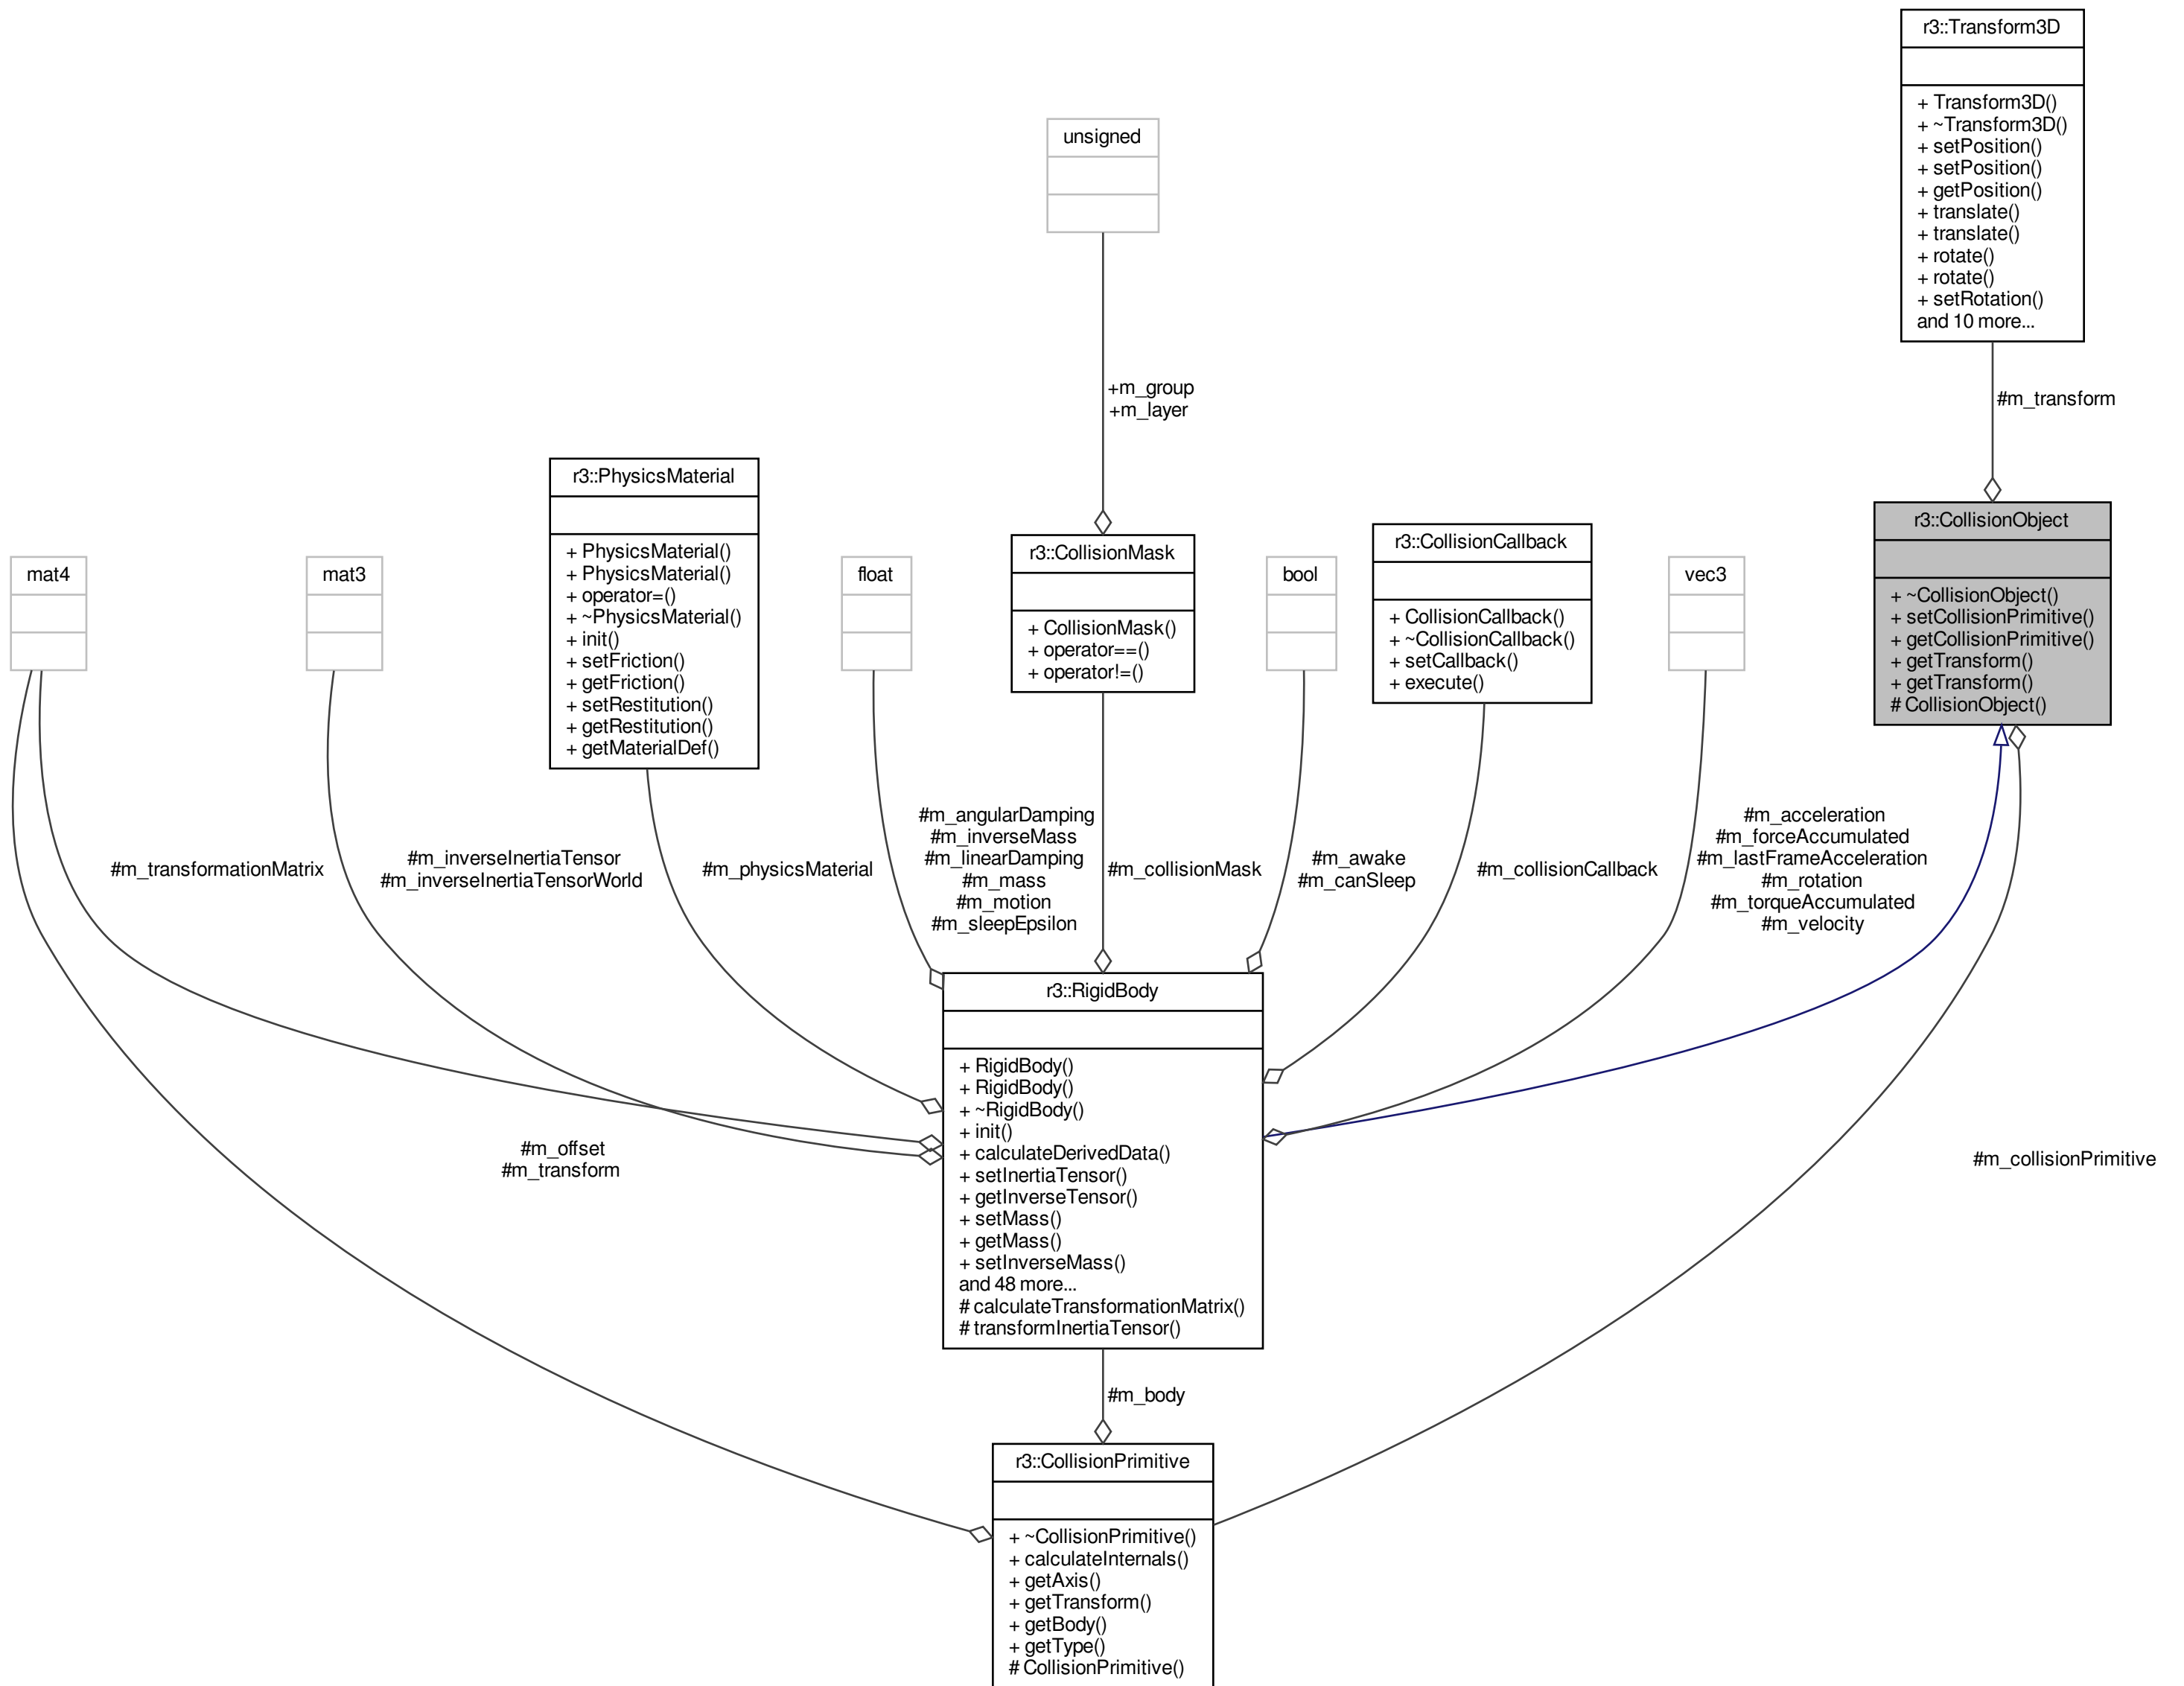 r3::Transform3D
+ Transform3D()
+ ~Transform3D()
+ setPosition()
+ setPosition()
+ getPosition()
+ translate()
+ translate()
+ rotate()
+ rotate()
+ setRotation()
and 10 more...
unsigned
+m_group
+m_layer
#m_transform
r3::PhysicsMaterial
+ PhysicsMaterial()
+ PhysicsMaterial()
+ operator=()
+ ~PhysicsMaterial()
+ init()
+ setFriction()
+ getFriction()
+ setRestitution()
+ getRestitution()
+ getMaterialDef()
r3::CollisionObject
+ ~CollisionObject()
+ setCollisionPrimitive()
+ getCollisionPrimitive()
+ getTransform()
+ getTransform()
# CollisionObject()
r3::CollisionCallback
+ CollisionCallback()
+ ~CollisionCallback()
+ setCallback()
+ execute()
r3::CollisionMask
+ CollisionMask()
+ operator==()
+ operator!=()
mat4
mat3
float
bool
vec3
#m_transformationMatrix
#m_inverseInertiaTensor
#m_inverseInertiaTensorWorld
#m_physicsMaterial
#m_angularDamping
#m_inverseMass
#m_linearDamping
#m_mass
#m_motion
#m_sleepEpsilon
#m_collisionMask
#m_awake
#m_canSleep
#m_collisionCallback
#m_acceleration
#m_forceAccumulated
#m_lastFrameAcceleration
#m_rotation
#m_torqueAccumulated
#m_velocity
r3::RigidBody
+ RigidBody()
+ RigidBody()
+ ~RigidBody()
+ init()
+ calculateDerivedData()
+ setInertiaTensor()
+ getInverseTensor()
+ setMass()
+ getMass()
+ setInverseMass()
and 48 more...
# calculateTransformationMatrix()
# transformInertiaTensor()
#m_offset
#m_transform
#m_collisionPrimitive
#m_body
r3::CollisionPrimitive
+ ~CollisionPrimitive()
+ calculateInternals()
+ getAxis()
+ getTransform()
+ getBody()
+ getType()
# CollisionPrimitive()